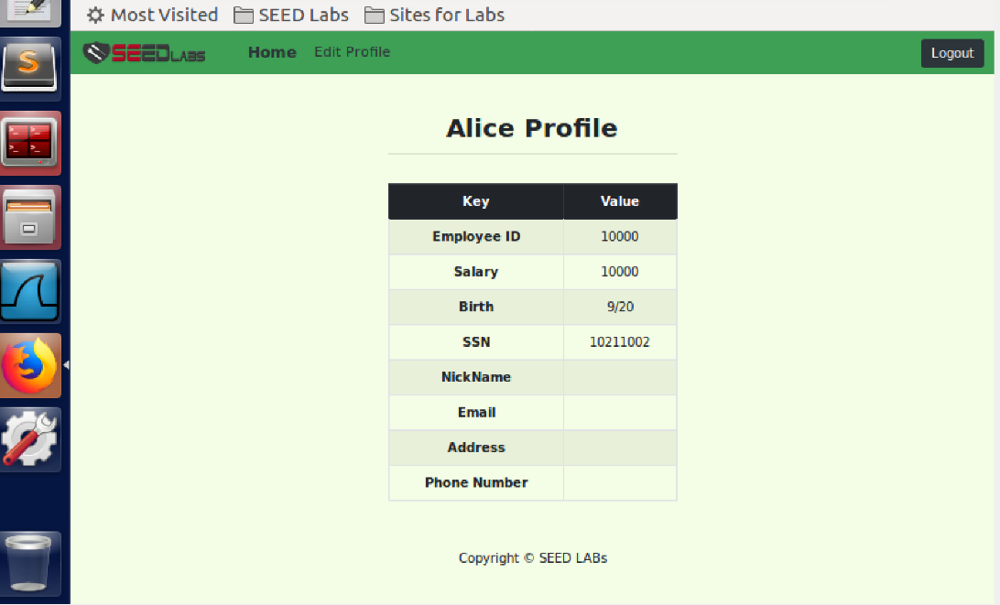 Most Visited SEED Labs Sites for Labs
SEEDLABS Home Edit Profile Logout
Alice Profile
Key Value
Employee ID 10000
Salary 10000
Birth 9/20
SSN 10211002
NickName
Email
Address
Phone Number
Copyright © SEED LABs